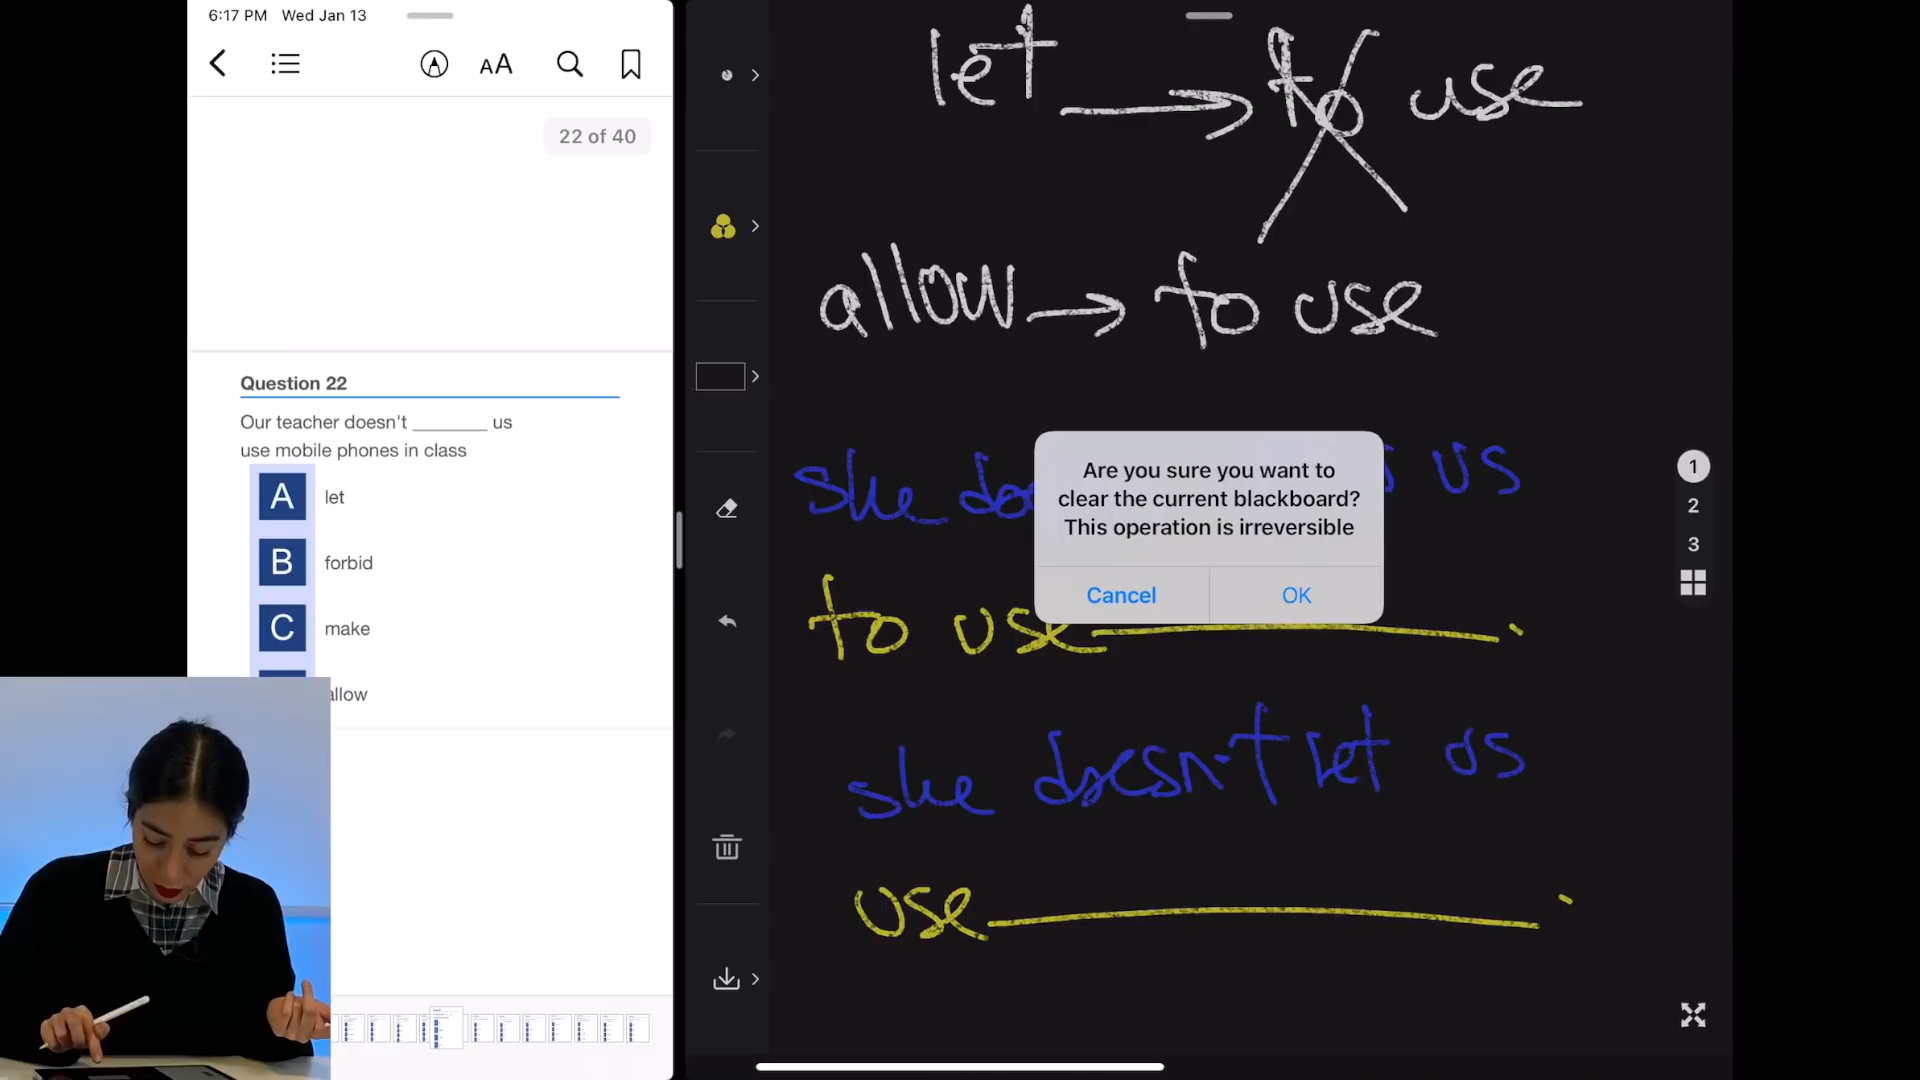 6:17 PM Wed Jan 13
AA
22 of 40
Question 22
Our teacher doesn't ________ us
use mobile phones in class
A let
B forbid
C make
allow
let → to use
allow → to use
she us
to use
she doesn't let us
use
Are you sure you want to
clear the current blackboard?
This operation is irreversible
Cancel OK
1
2
3